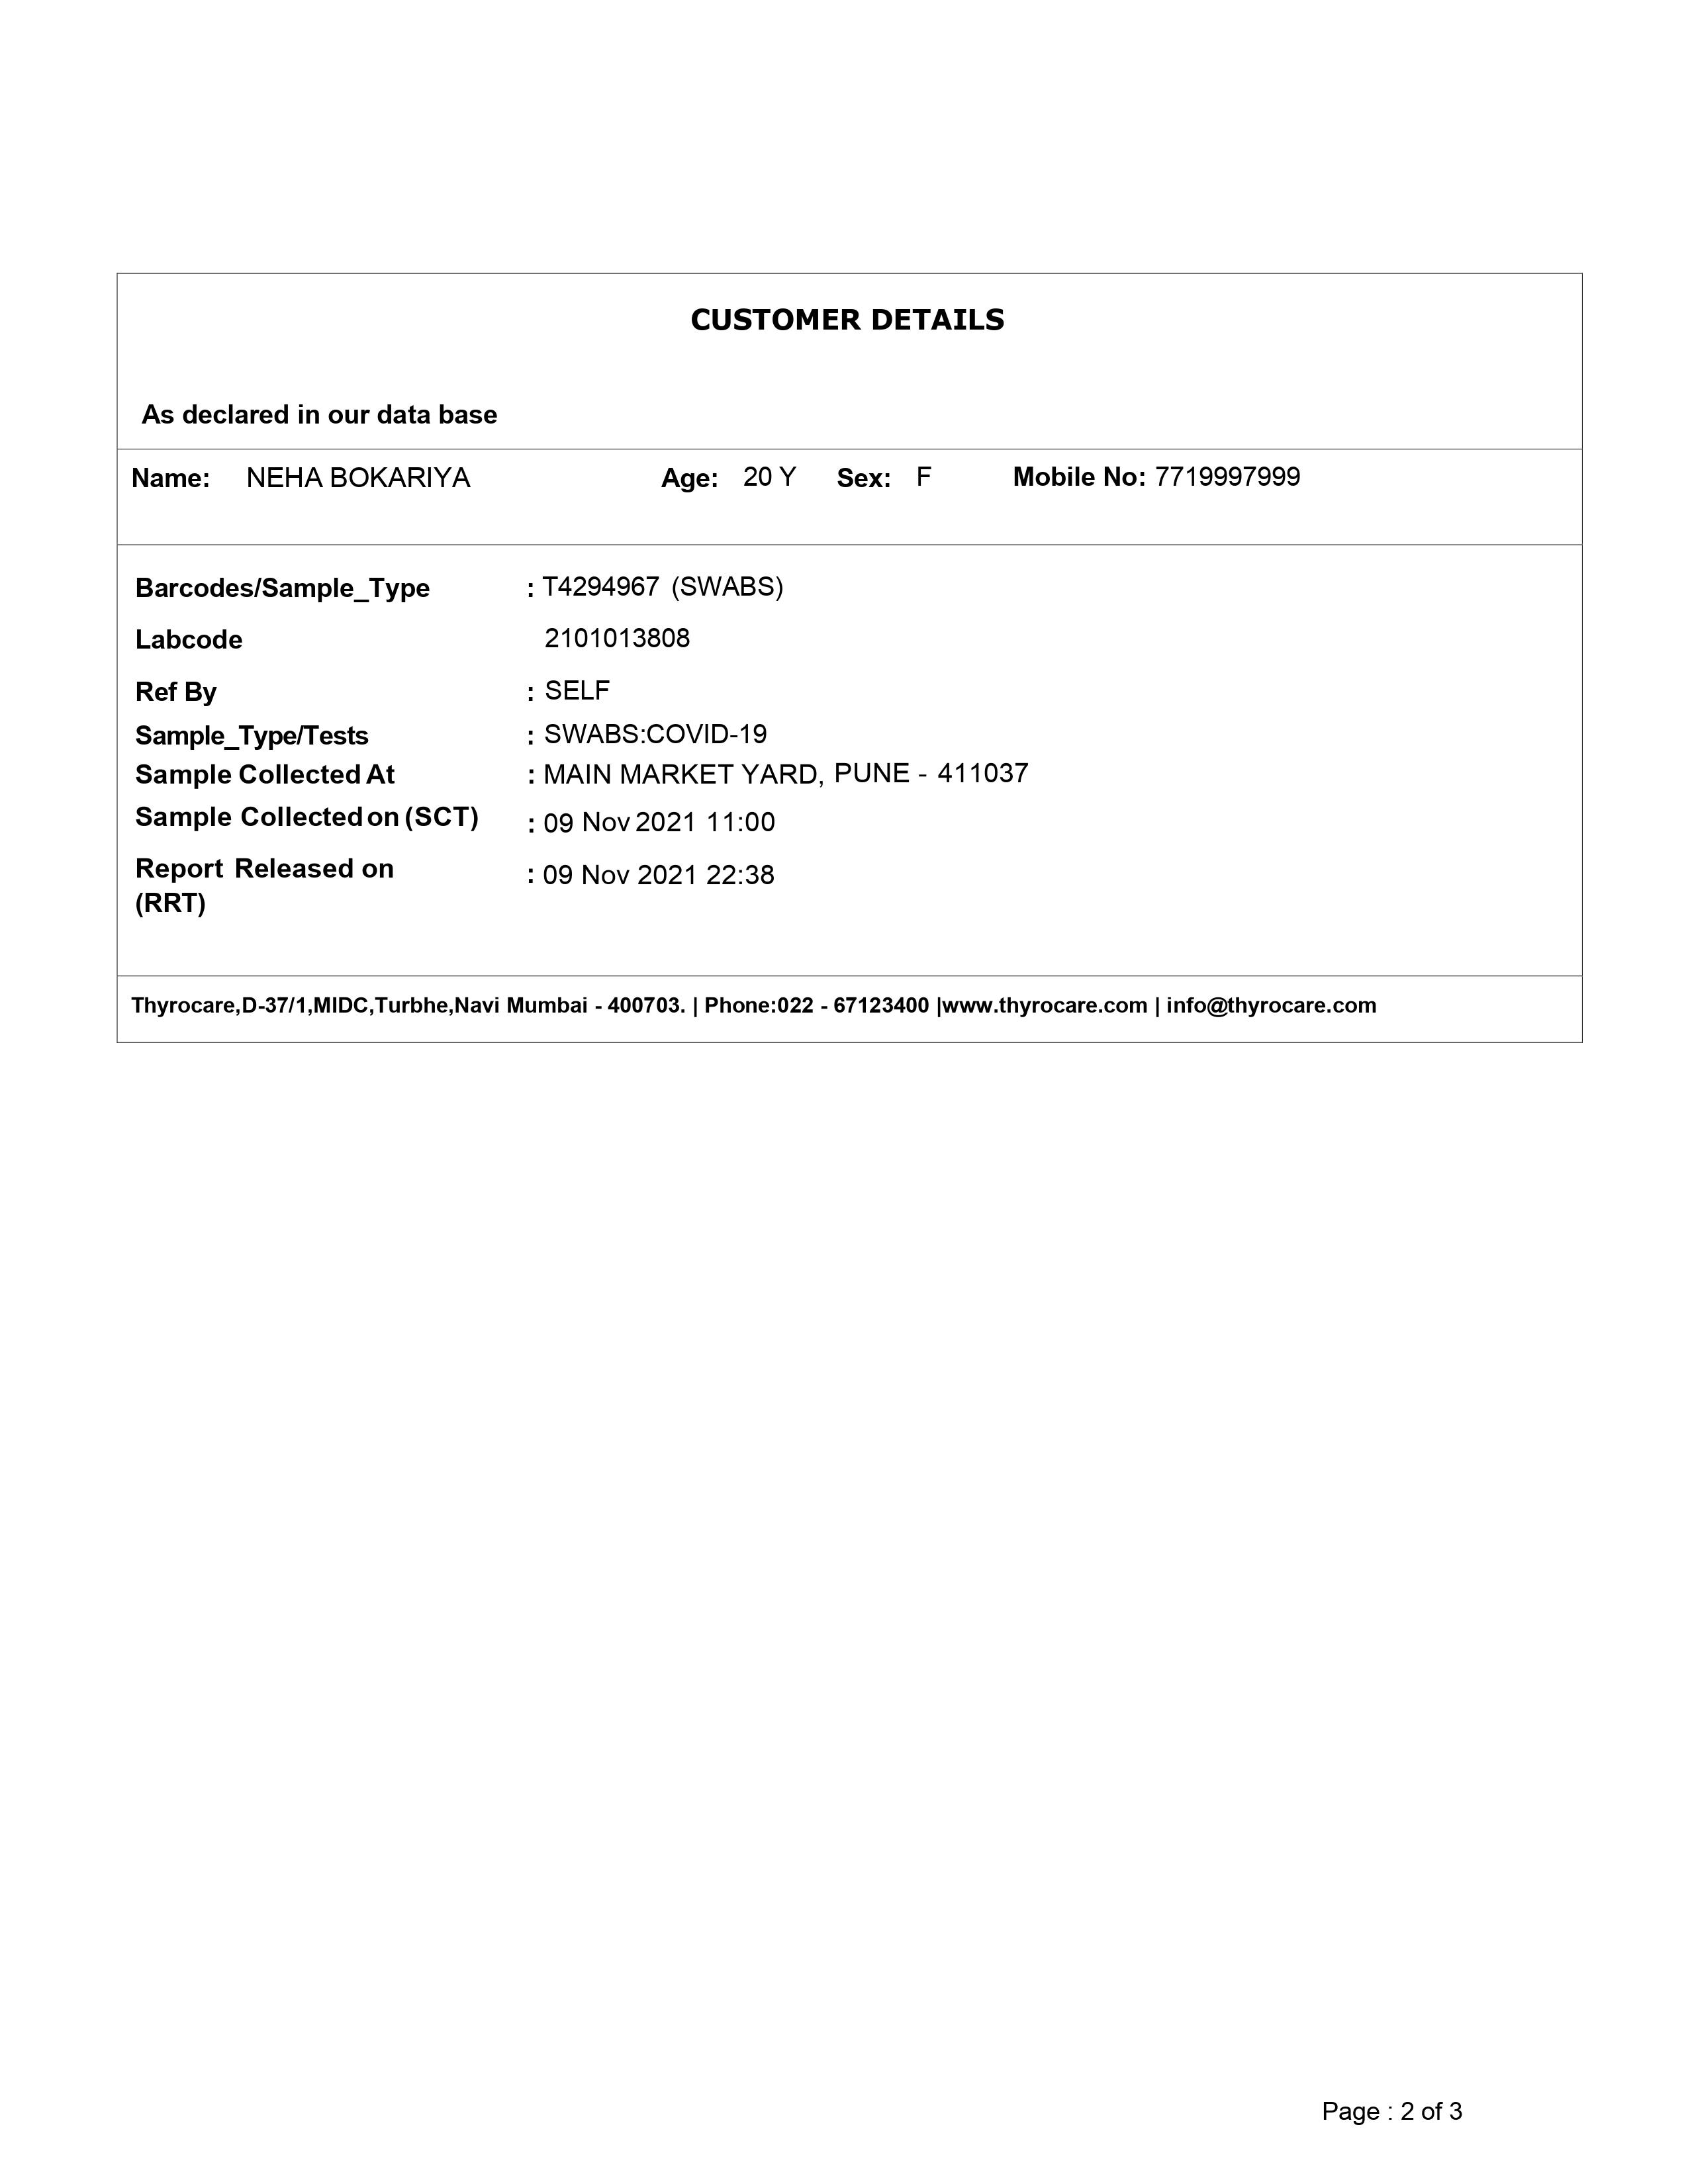 CUSTOMER DETAILS
As declared in our data base
Name: NEHA BOKARIYA Age: 20 Y Sex: F Mobile No: 7719997999
Barcodes/Sample_Type : T4294967 (SWABS)
Labcode 2101013808
Ref By : SELF
Sample_Type/Tests : SWABS:COVID-19
Sample Collected At : MAIN MARKET YARD, PUNE - 411037
Sample Collected on (SCT) : 09 Nov 2021 11:00
Report Released on : 09 Nov 2021 22:38
(RRT)
Thyrocare,D-37/1,MIDC,Turbhe,Navi Mumbai - 400703. | Phone:022 - 67123400 |www.thyrocare.com | info@thyrocare.com
Page : 2 of 3